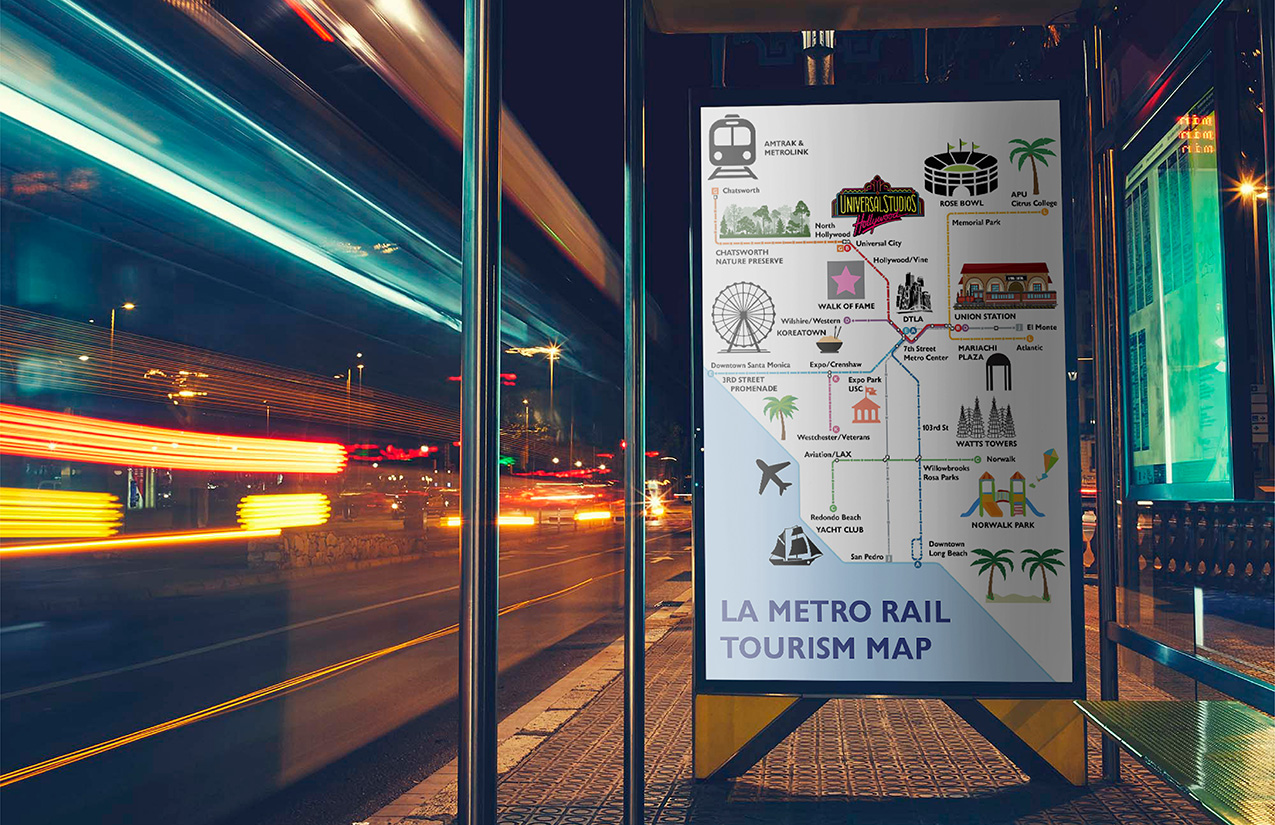 AMTRAK &
METROLINK
Chatsworth
CHATSWORTH
NATURE PRESERVE
North
Hollywood
UNIVERSAL STUDIOS
Hollywood
Universal City
ROSE BOWL
APU
Citrus College
Memorial Park
Hollywood/Vine
WALK OF FAME
DTLA
UNION STATION
Wilshire/Western
KOREATOWN
7th Street
Metro Center
El Monte
MARIACHI
PLAZA
Atlantic
Downtown Santa Monica
3RD STREET
PROMENADE
Expo/Crenshaw
Expo Park
USC
Westchester/Veterans
103rd St
WATTS TOWERS
Aviation/LAX
Norwalk
Willowbrooks
Rosa Parks
NORWALK PARK
Redondo Beach
YACHT CLUB
San Pedro
Downtown
Long Beach
LA METRO RAIL
TOURISM MAP